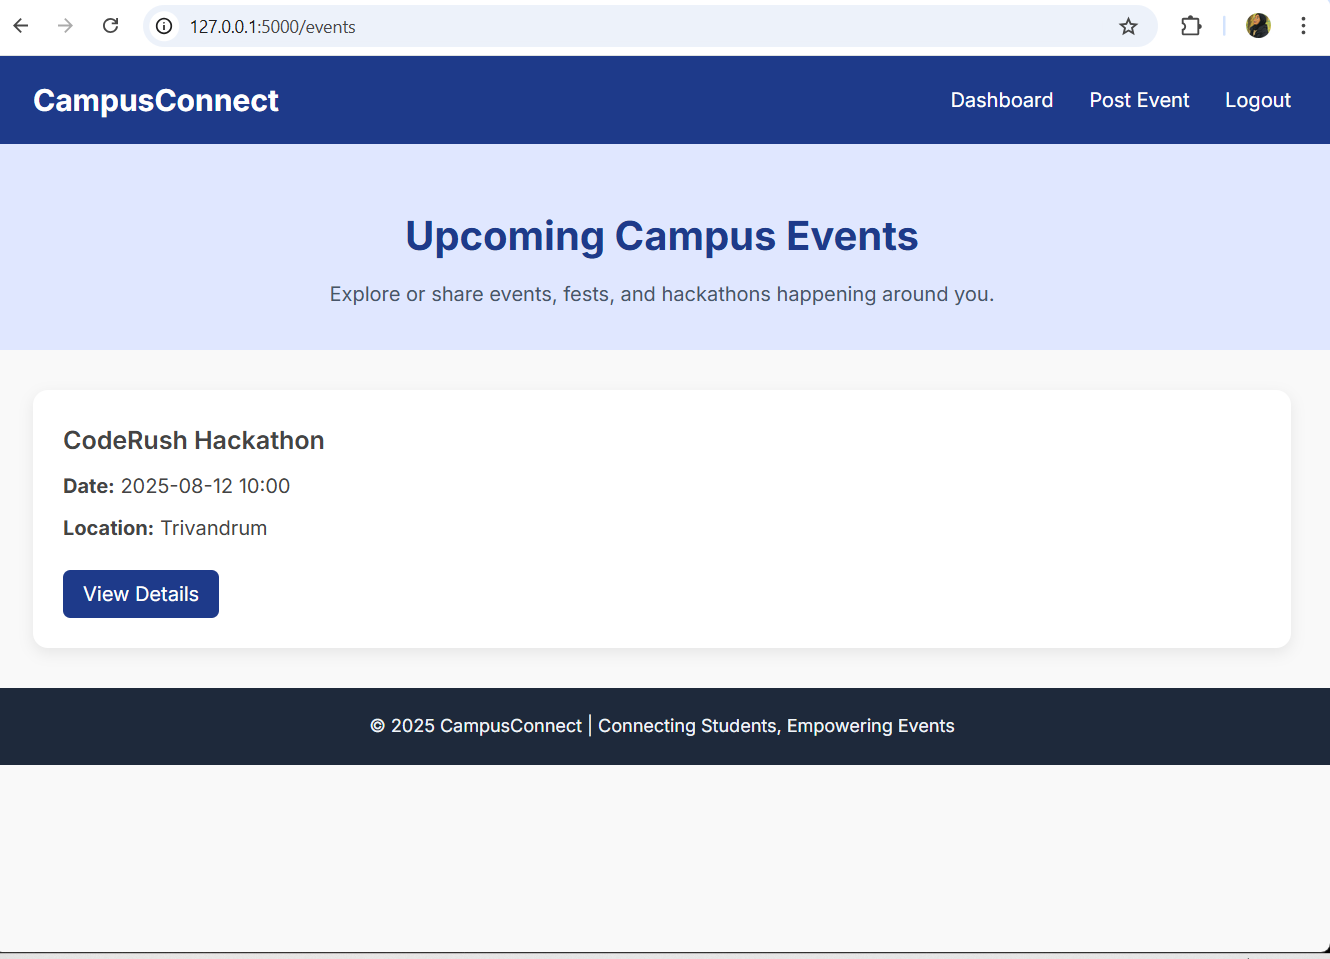 127.0.0.1:5000/events
CampusConnect
Dashboard Post Event Logout
Upcoming Campus Events
Explore or share events, fests, and hackathons happening around you.
CodeRush Hackathon
Date: 2025-08-12 10:00
Location: Trivandrum
View Details
© 2025 CampusConnect | Connecting Students, Empowering Events